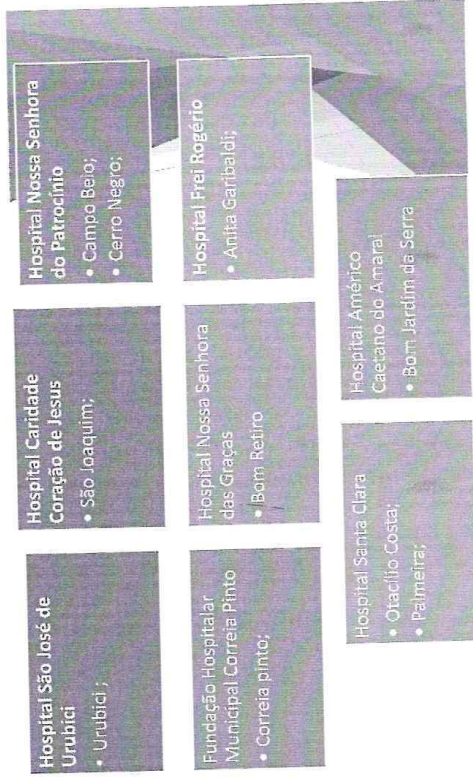 Hospital São José de
Urubici
• Urubici ;
Hospital Caridade
Coração de Jesus
• São Joaquim;
Hospital Nossa Senhora
do Patrocínio
• Campo Belo;
• Cerro Negro;
Fundação Hospitalar
Municipal Correia Pinto
• Correia pinto;
Hospital Nossa Senhora
das Graças
• Bom Retiro
Hospital Frei Rogério
• Anita Garibaldi;
Hospital Santa Clara
• Otacílio Costa;
• Palmeira;
Hospital Américo
Caetano do Amaral
• Bom Jardim da Serra